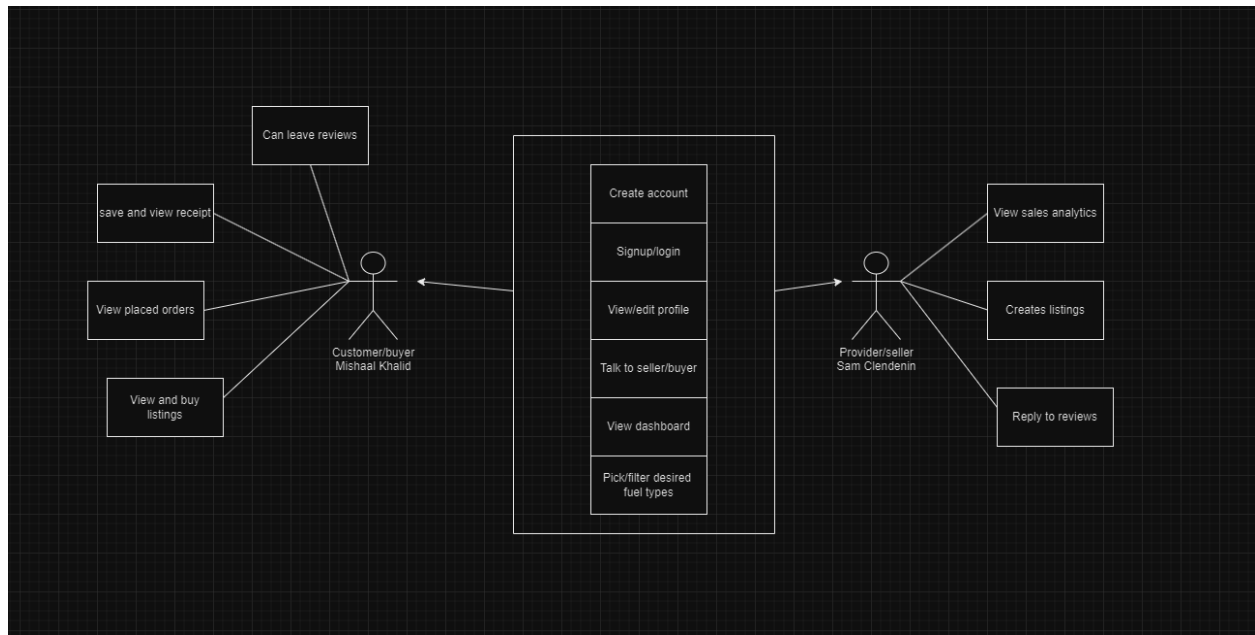 Can leave reviews
save and view receipt
View placed orders
View and buy
listings
Customer/buyer
Mishaal Khalid
Create account
Signup/login
View/edit profile
Talk to seller/buyer
View dashboard
Pick/filter desired
fuel types
Provider/seller
Sam Clendenin
View sales analytics
Creates listings
Reply to reviews